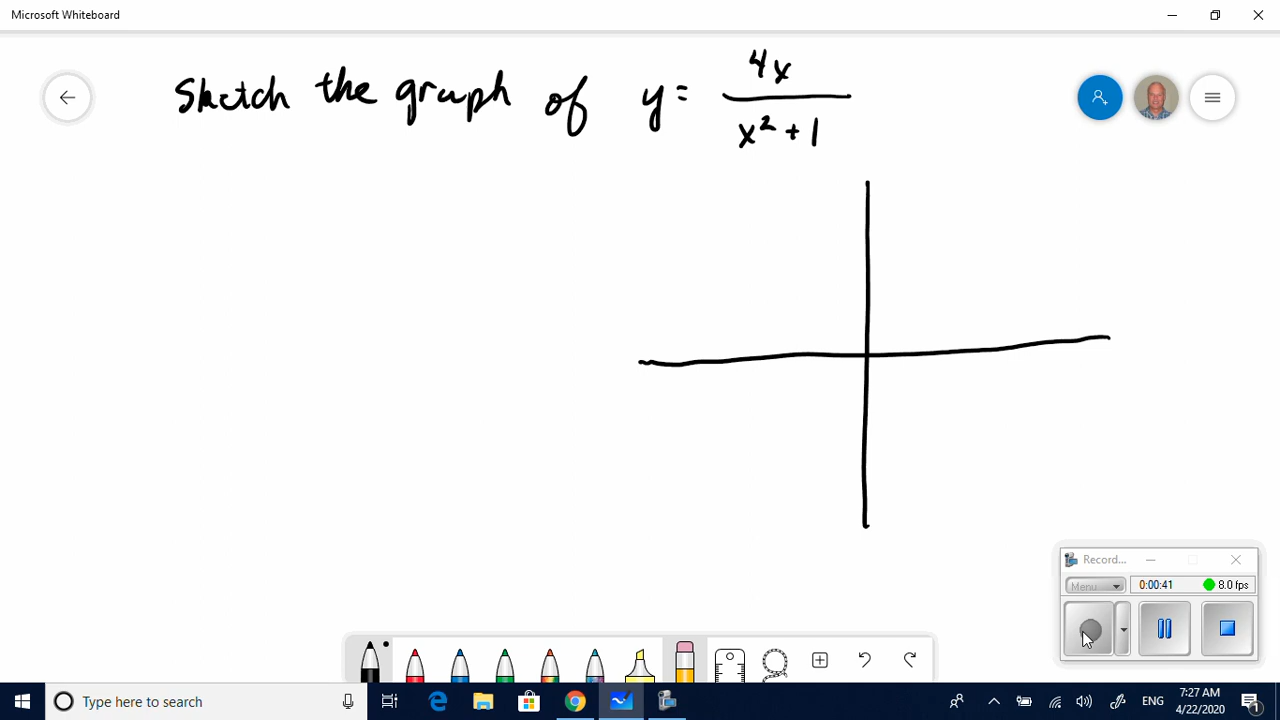 Microsoft Whiteboard
Sketch the graph of y = 4x / x² + 1
Record...
Menu
0:00:41
8.0 fps
Type here to search
ENG
7:27 AM
4/22/2020
1